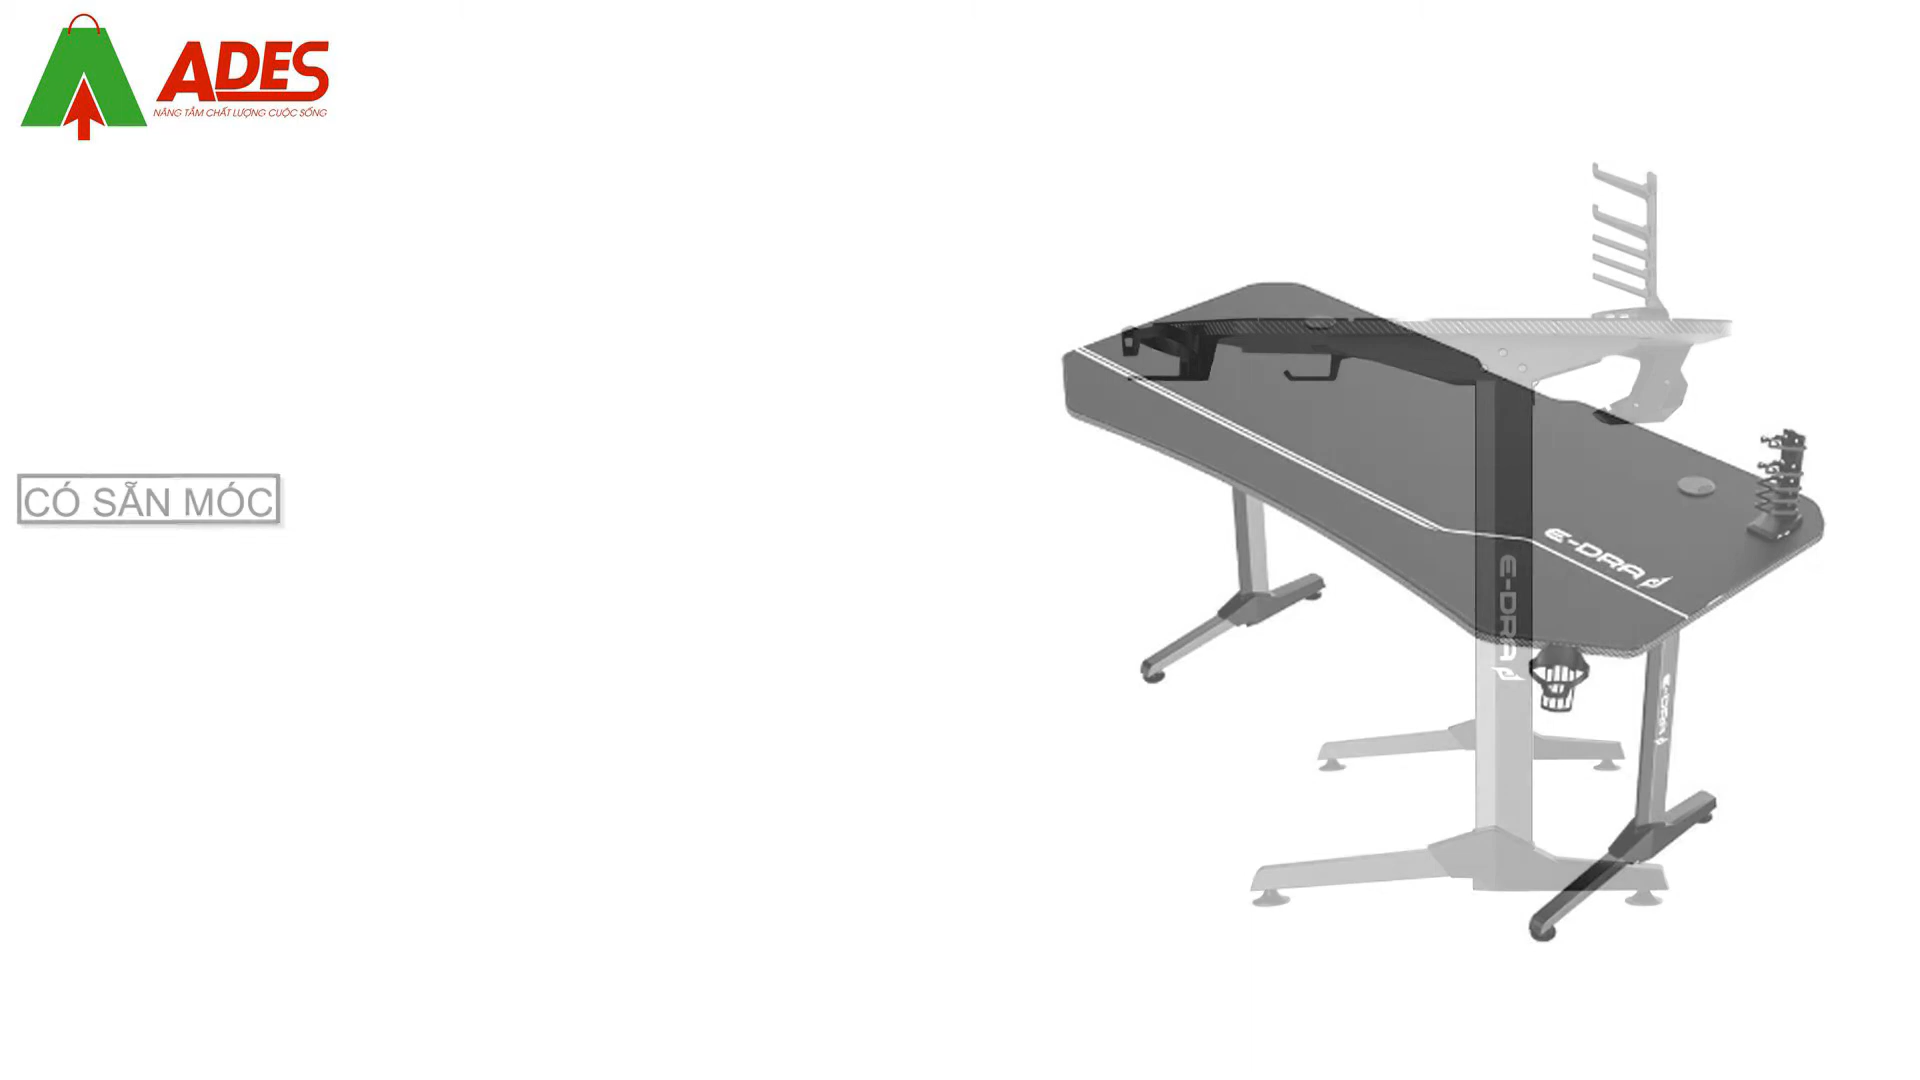 ADES
NÂNG TẦM CHẤT LƯỢNG CUỘC SỐNG
CÓ SẴN MÓC
E-DRA
E-DRA
E-DRA